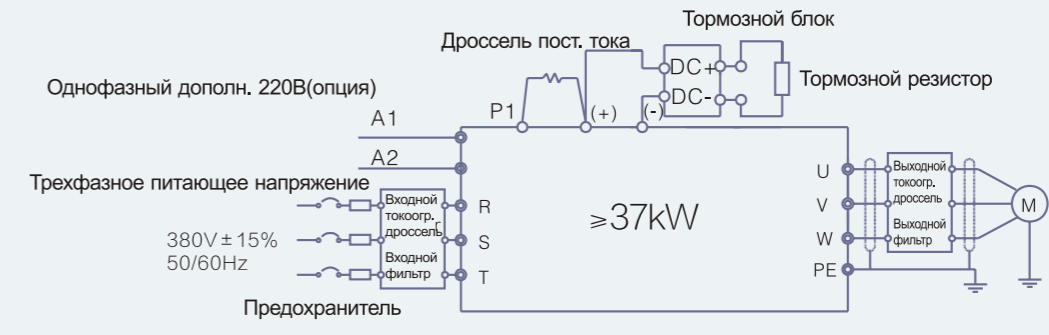 Тормозной блок
Дроссель пост. тока
DC+
DC-
Тормозной резистор
Однофазный дополн. 220В(опция)
P1
(+)
(-)
A1
A2
Трехфазное питающее напряжение
380V±15%
50/60Hz
Входной
токоогр.
дроссель
r
Входной
фильтр
R
S
T
Предохранитель
≥37kW
U
V
W
PE
Выходной
токоогр.
дроссель
Выходной
фильтр
M